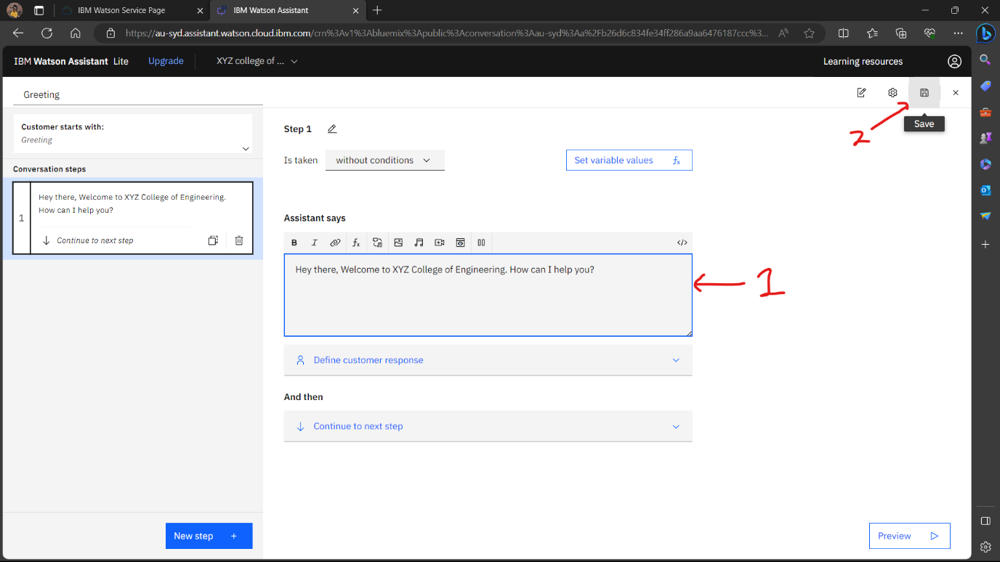 IBM Watson Service Page
IBM Watson Assistant
https://au-syd.assistant.watson.cloud.ibm.com/crn%3Av1%3Abluemix%3Apublic%3Aconversation%3Aau-syd%3Aa%2Fb26d6c834fe34ff286a9aa6476187ccc%3...
IBM Watson Assistant Lite
Upgrade
XYZ college of ...
Learning resources
Greeting
Customer starts with:
Greeting
Conversation steps
1
Hey there, Welcome to XYZ College of Engineering.
How can I help you?
Continue to next step
New step +
Step 1
Is taken
without conditions
Set variable values fx
Save
2
Assistant says
B I fx </>
Hey there, Welcome to XYZ College of Engineering. How can I help you?
1
Define customer response
And then
Continue to next step
Preview